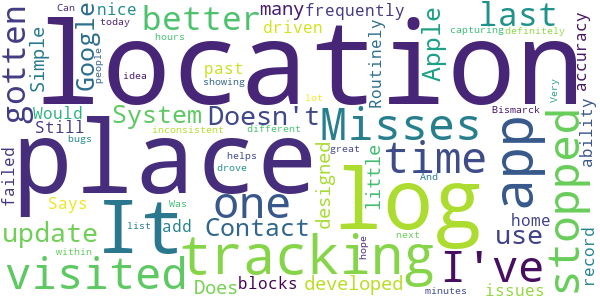 Can today
nice
Google
Simple
gotten
better
hours
people
many frequently
driven
past
showing
idea
location
Apple
Routinely
last
capturing definitely
accuracy
Very
Bismarck
failed
Would
Still
System
Doesn't
bugs
inconsistent
different
lot
Misses
app
stopped
ability
place
It
Says
Was
helps
drove
great
log
time
little
designed
And
one
Contact
add
list
update
within
visited
Does
blocks
tracking
developed
hope
next
minutes
I've
use
home
record
issues